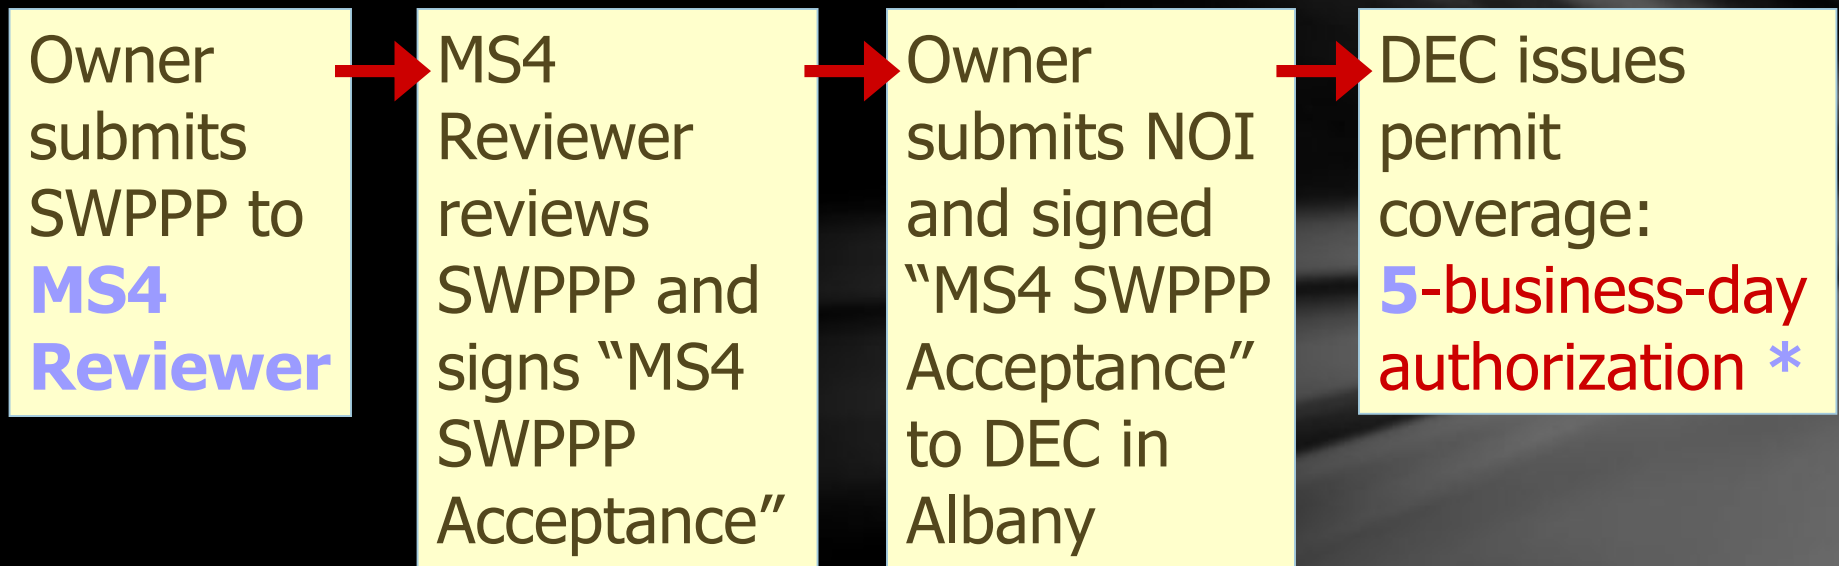 Owner
submits
SWPPP to
MS4
Reviewer
MS4
Reviewer
reviews
SWPPP and
signs “MS4
SWPPP
Acceptance”
Owner
submits NOI
and signed
“MS4 SWPPP
Acceptance”
to DEC in
Albany
DEC issues
permit
coverage:
5-business-day
authorization *